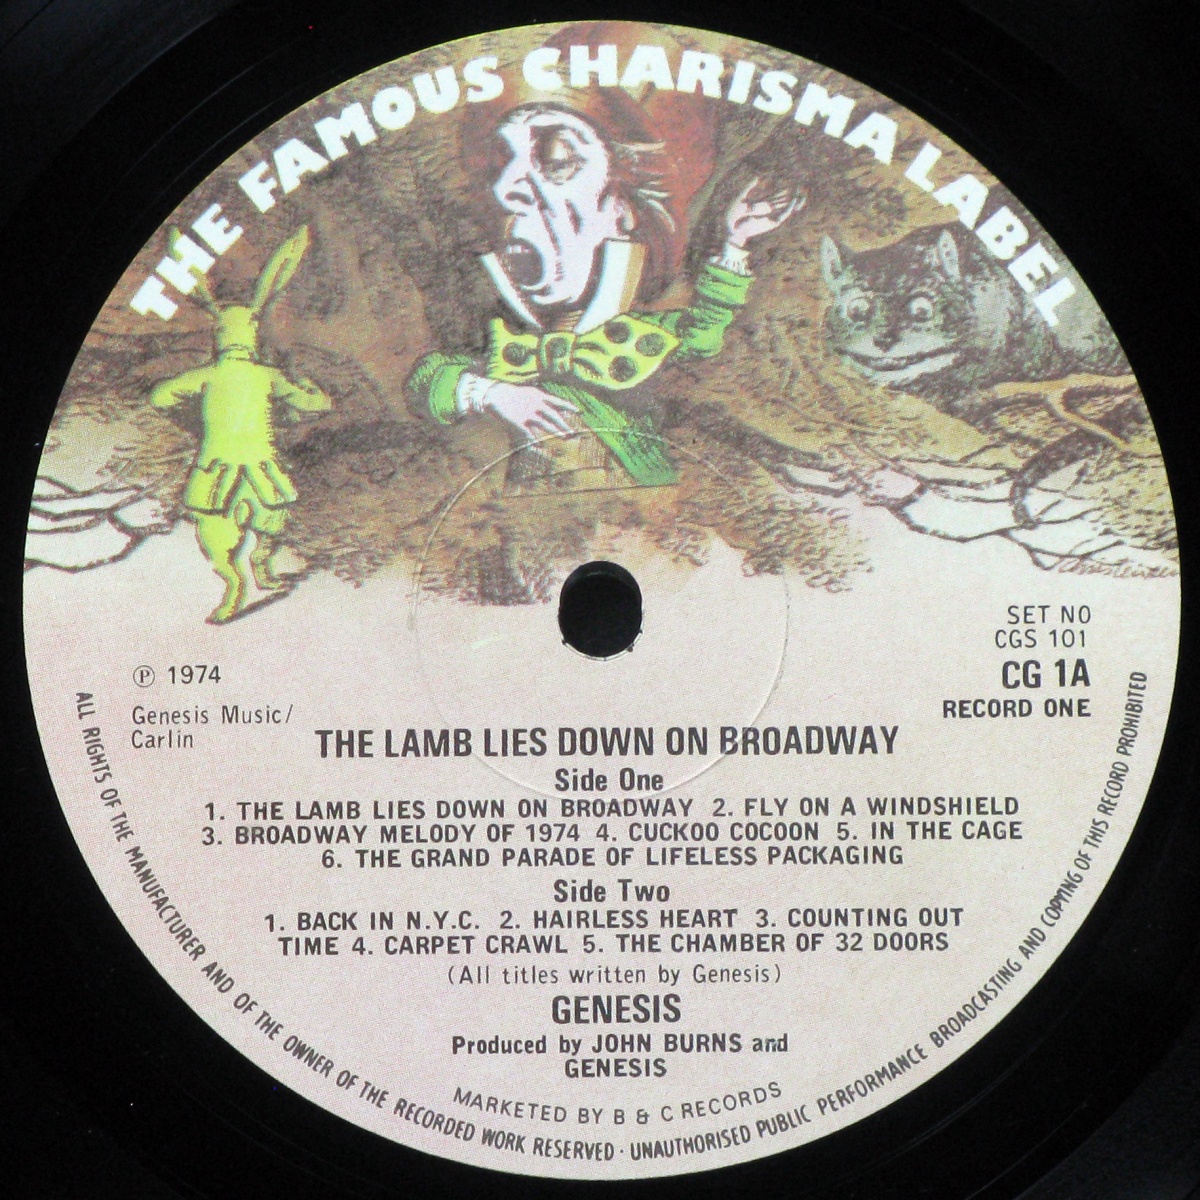 THE FAMOUS CHARISMA LABEL
SET NO
CGS 101
CG 1A
RECORD ONE
Ⓟ 1974
Genesis Music/
Carlin
THE LAMB LIES DOWN ON BROADWAY
Side One
1. THE LAMB LIES DOWN ON BROADWAY 2. FLY ON A WINDSHIELD
3. BROADWAY MELODY OF 1974 4. CUCKOO COCOON 5. IN THE CAGE
6. THE GRAND PARADE OF LIFELESS PACKAGING
Side Two
1. BACK IN N.Y.C. 2. HAIRLESS HEART 3. COUNTING OUT
TIME 4. CARPET CRAWL 5. THE CHAMBER OF 32 DOORS
(All titles written by Genesis)
GENESIS
Produced by JOHN BURNS and
GENESIS
MARKETED BY B & C RECORDS
ALL RIGHTS OF THE MANUFACTURER AND OF THE OWNER OF THE RECORDED WORK RESERVED · UNAUTHORISED PUBLIC PERFORMANCE BROADCASTING AND COPYING OF THIS RECORD PROHIBITED